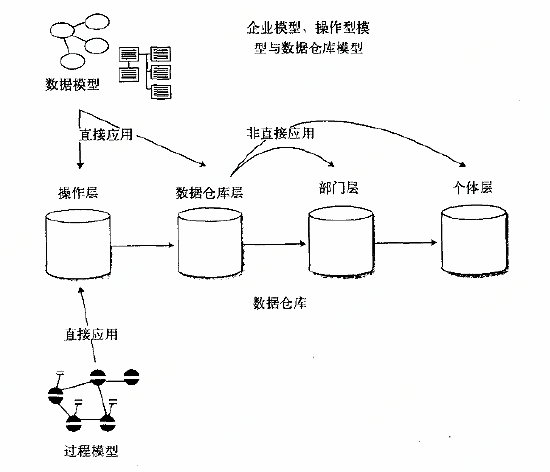 企业模型、操作型模
型与数据仓库模型
数据模型
直接应用
非直接应用
操作层
数据仓库层
部门层
个体层
数据仓库
直接应用
过程模型